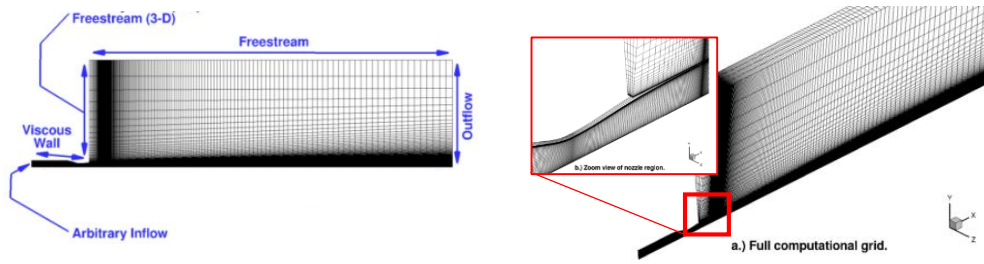 Freestream (3-D)
Freestream
Outflow
Viscous
Wall
Arbitrary Inflow
b.) Zoom view of nozzle region.
Y
X
Z
a.) Full computational grid.